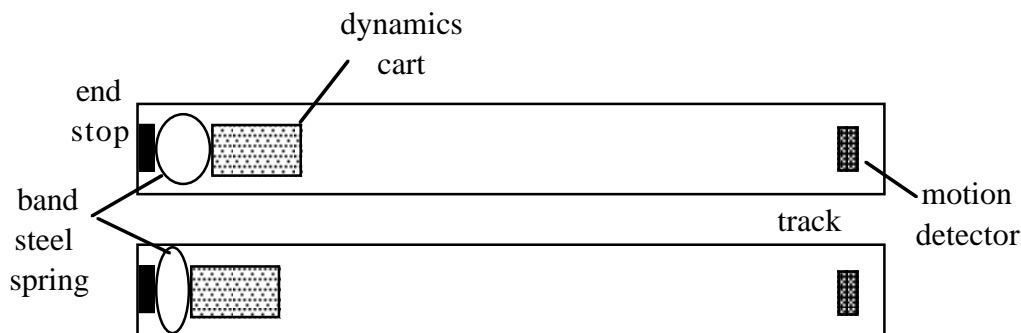 dynamics
cart
end
stop
band
steel
spring
motion
detector
track